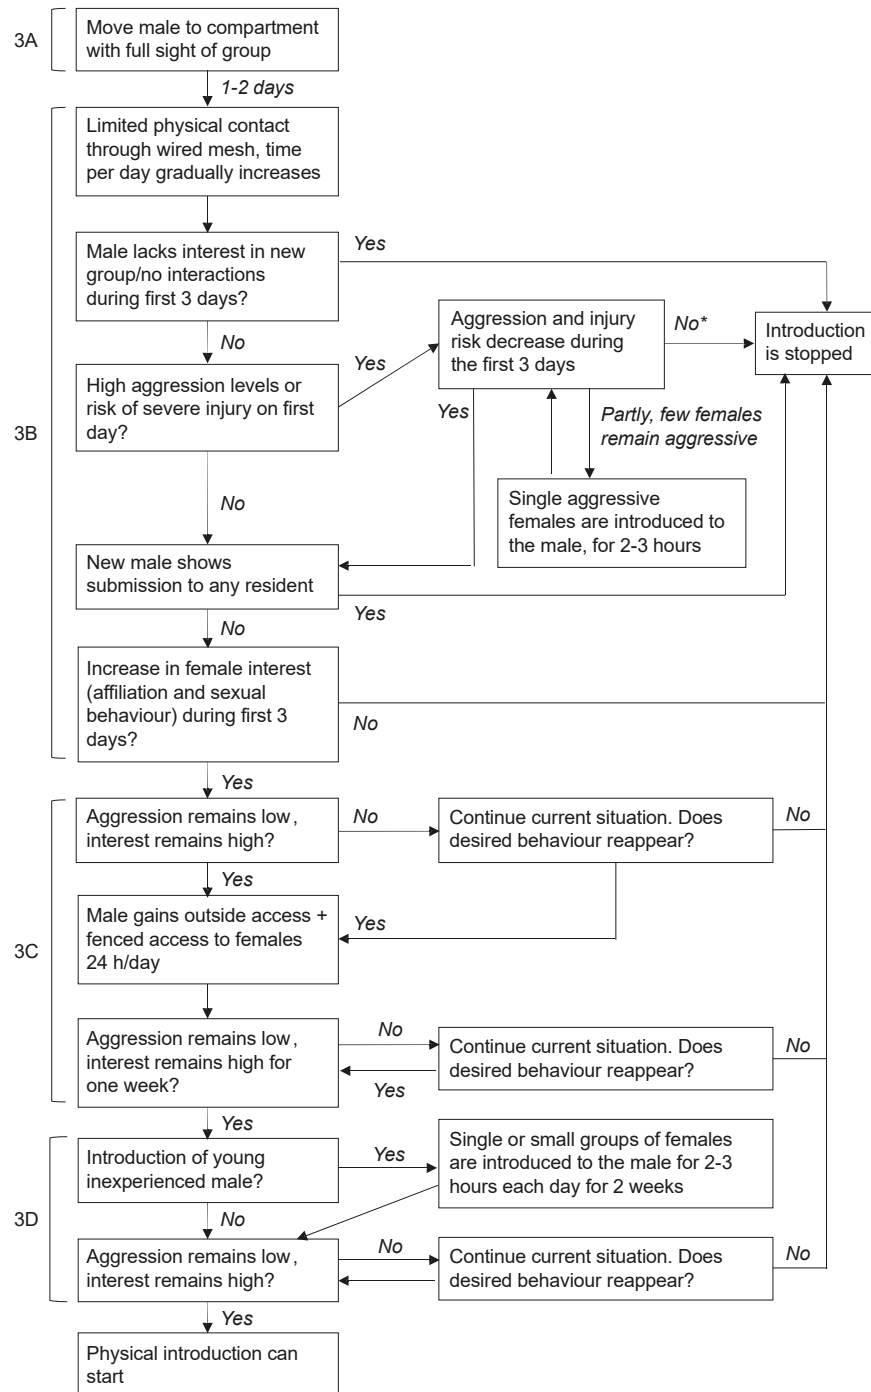 3A
Move male to compartment
with full sight of group
1-2 days
3B
Limited physical contact
through wired mesh, time
per day gradually increases
Male lacks interest in new
group/no interactions
during first 3 days?
Yes
No
High aggression levels or
risk of severe injury on first
day?
Yes
Aggression and injury
risk decrease during
the first 3 days
No*
Introduction
is stopped
Yes
Partly, few females
remain aggressive
Single aggressive
females are introduced to
the male, for 2-3 hours
No
New male shows
submission to any resident
Yes
No
Increase in female interest
(affiliation and sexual
behaviour) during first 3
days?
No
Yes
3C
Aggression remains low,
interest remains high?
No
Continue current situation. Does
desired behaviour reappear?
No
Yes
Male gains outside access +
fenced access to females
24 h/day
Yes
Aggression remains low,
interest remains high for
one week?
No
Yes
Continue current situation. Does
desired behaviour reappear?
No
Yes
3D
Introduction of young
inexperienced male?
Yes
Single or small groups of females
are introduced to the male for 2-3
hours each day for 2 weeks
No
Aggression remains low,
interest remains high?
No
Continue current situation. Does
desired behaviour reappear?
No
Yes
Physical introduction can
start